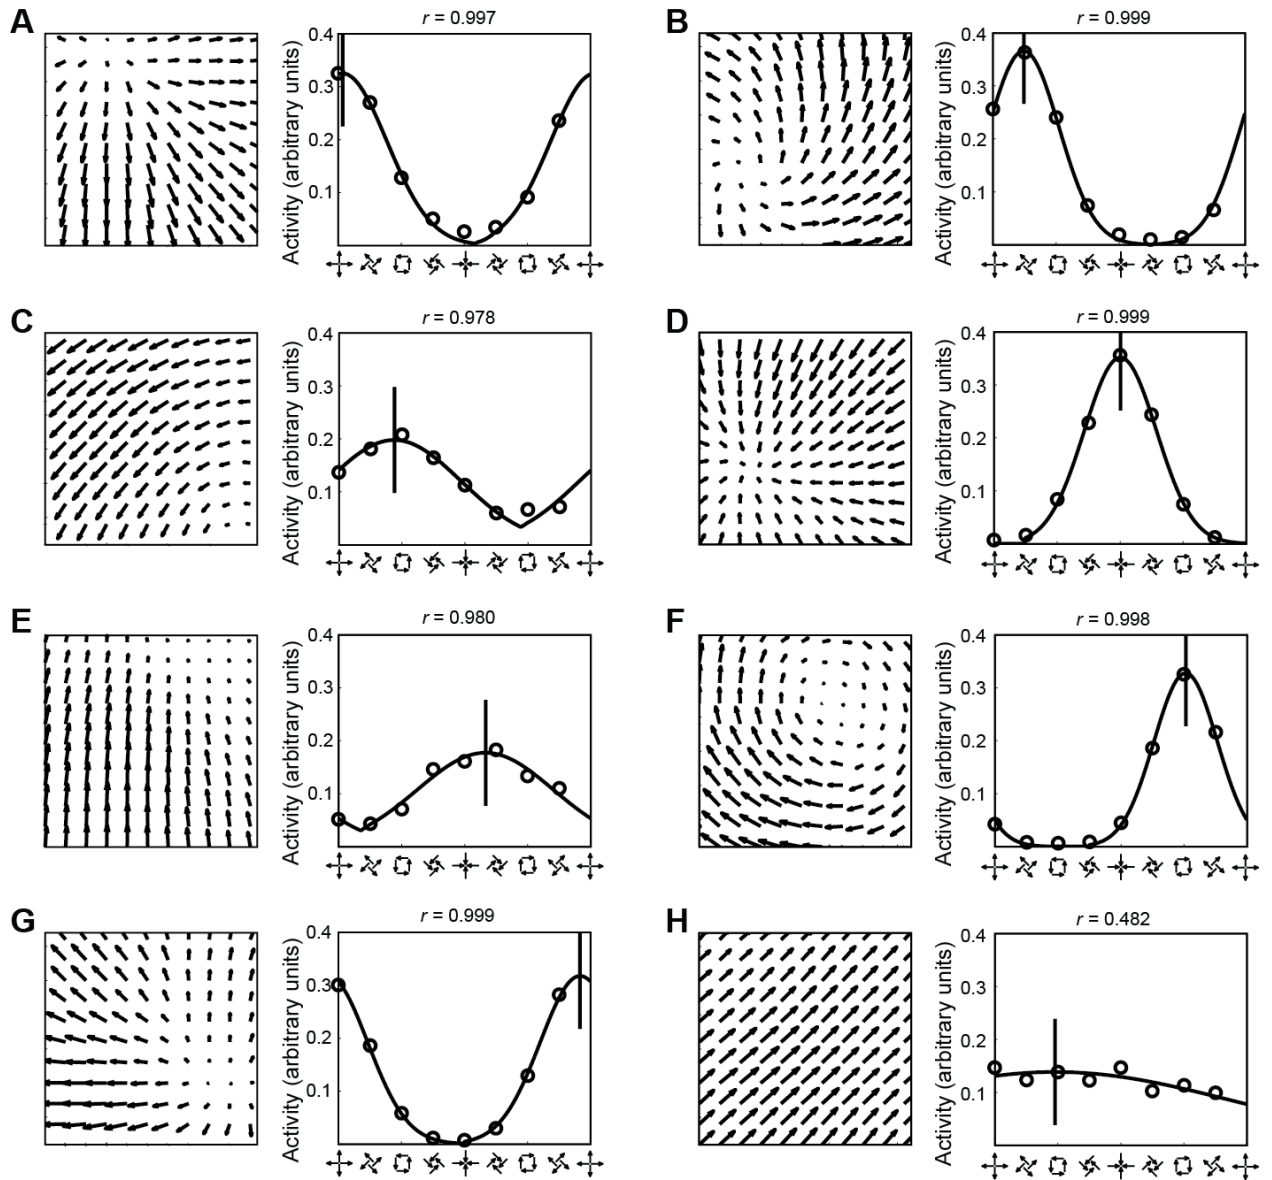 A
r = 0.997
Activity (arbitrary units)
0.4
0.3
0.2
0.1
B
r = 0.999
Activity (arbitrary units)
0.4
0.3
0.2
0.1
C
r = 0.978
Activity (arbitrary units)
0.4
0.3
0.2
0.1
D
r = 0.999
Activity (arbitrary units)
0.4
0.3
0.2
0.1
E
r = 0.980
Activity (arbitrary units)
0.4
0.3
0.2
0.1
F
r = 0.998
Activity (arbitrary units)
0.4
0.3
0.2
0.1
G
r = 0.999
Activity (arbitrary units)
0.4
0.3
0.2
0.1
H
r = 0.482
Activity (arbitrary units)
0.4
0.3
0.2
0.1